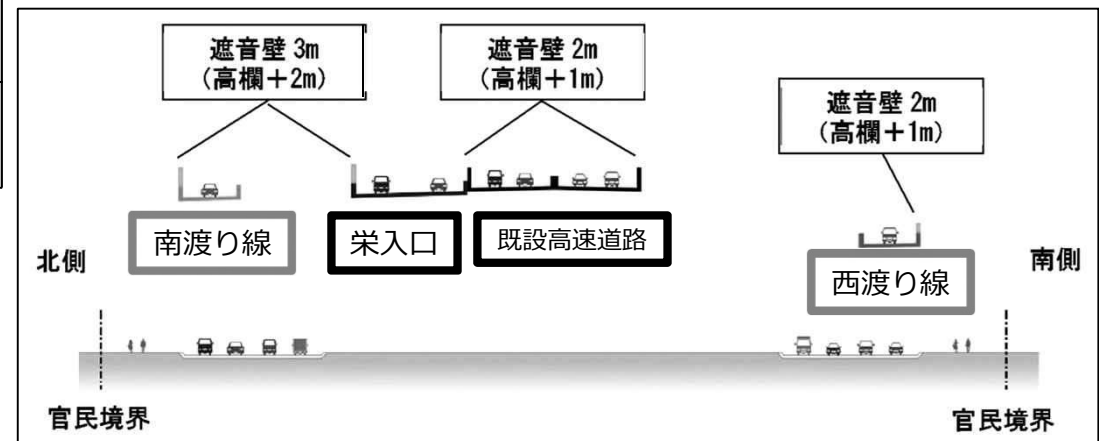 遮音壁 3m
(高欄+2m)
遮音壁 2m
(高欄+1m)
遮音壁 2m
(高欄+1m)
南渡り線
栄入口
既設高速道路
西渡り線
北側
南側
官民境界
官民境界